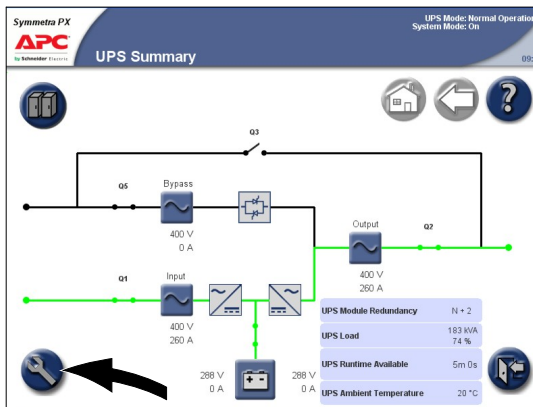 Symmetra PX
APC
by Schneider Electric
UPS Summary
UPS Mode: Normal Operation
System Mode: On
09:
?
Q3
Q5
Bypass
400 V
0 A
Output
Q2
400 V
260 A
Q1
Input
400 V
260 A
288 V
0 A
288 V
0 A
UPS Module Redundancy N + 2
UPS Load 183 kVA
74 %
UPS Runtime Available 5m 0s
UPS Ambient Temperature 20 °C